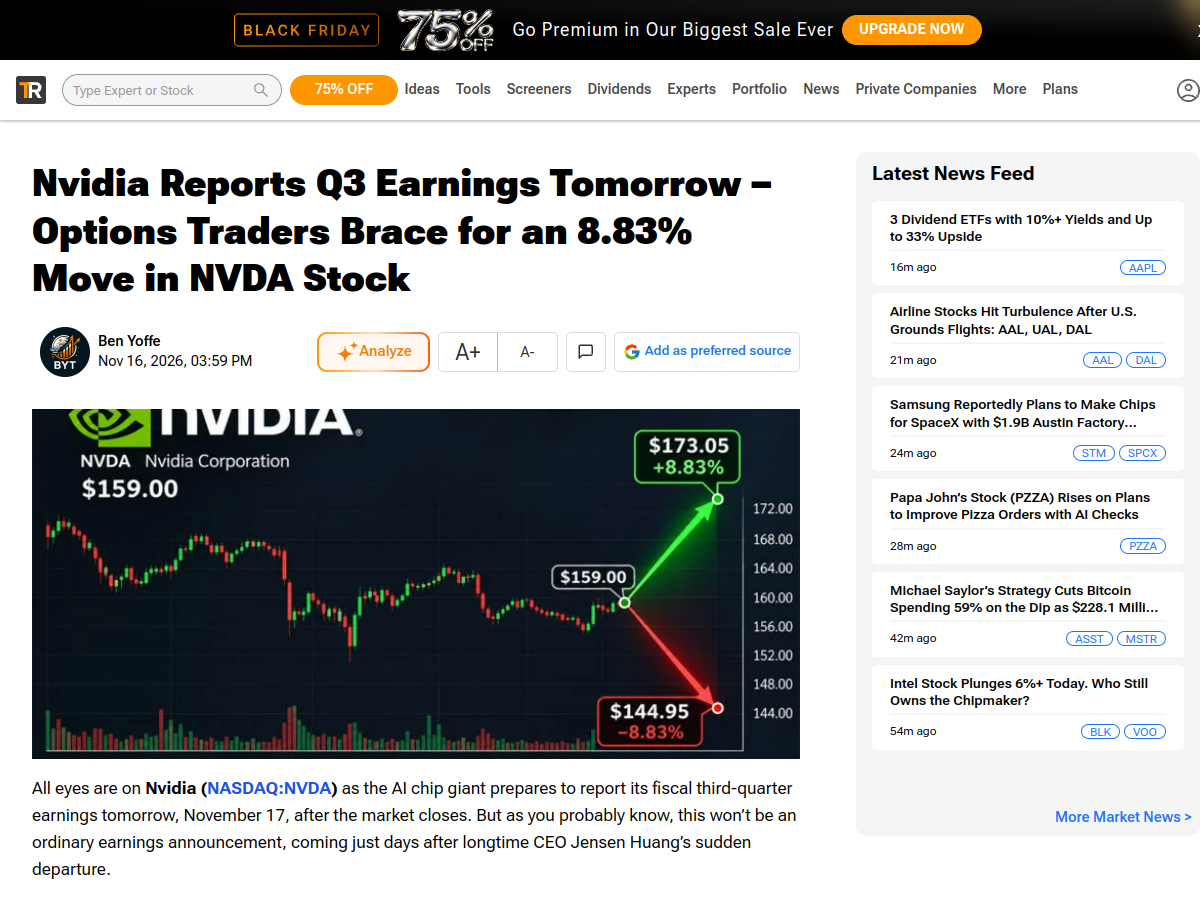 BLACK FRIDAY
75% OFF
Go Premium in Our Biggest Sale Ever
UPGRADE NOW
TR
Type Expert or Stock
75% OFF
Ideas
Tools
Screeners
Dividends
Experts
Portfolio
News
Private Companies
More
Plans
Nvidia Reports Q3 Earnings Tomorrow –
Options Traders Brace for an 8.83%
Move in NVDA Stock
BYT
Ben Yoffe
Nov 16, 2026, 03:59 PM
Analyze
A+
A-
Add as preferred source
NVIDIA.
NVDA Nvidia Corporation
$159.00
$173.05
+8.83%
$159.00
$144.95
−8.83%
172.00
168.00
164.00
160.00
156.00
152.00
148.00
144.00
All eyes are on Nvidia (NASDAQ:NVDA) as the AI chip giant prepares to report its fiscal third-quarter
earnings tomorrow, November 17, after the market closes. But as you probably know, this won’t be an
ordinary earnings announcement, coming just days after longtime CEO Jensen Huang’s sudden
departure.
Latest News Feed
3 Dividend ETFs with 10%+ Yields and Up
to 33% Upside
16m ago
AAPL
Airline Stocks Hit Turbulence After U.S.
Grounds Flights: AAL, UAL, DAL
21m ago
AAL
DAL
Samsung Reportedly Plans to Make Chips
for SpaceX with $1.9B Austin Factory…
24m ago
STM
SPCX
Papa John’s Stock (PZZA) Rises on Plans
to Improve Pizza Orders with AI Checks
28m ago
PZZA
Michael Saylor’s Strategy Cuts Bitcoin
Spending 59% on the Dip as $228.1 Milli…
42m ago
ASST
MSTR
Intel Stock Plunges 6%+ Today. Who Still
Owns the Chipmaker?
54m ago
BLK
VOO
More Market News >